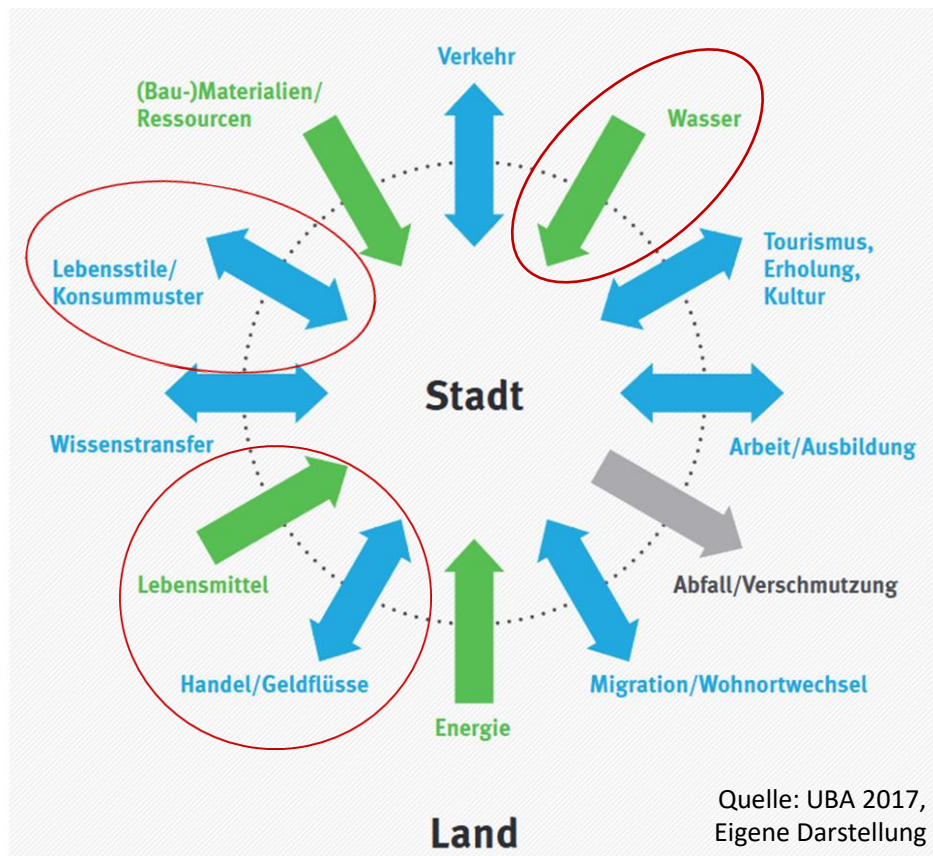 Verkehr
(Bau-)Materialien/
Ressourcen
Wasser
Lebensstile/
Konsummuster
Tourismus,
Erholung,
Kultur
Stadt
Wissenstransfer
Arbeit/Ausbildung
Lebensmittel
Abfall/Verschmutzung
Handel/Geldflüsse
Migration/Wohnortwechsel
Energie
Land
Quelle: UBA 2017,
Eigene Darstellung